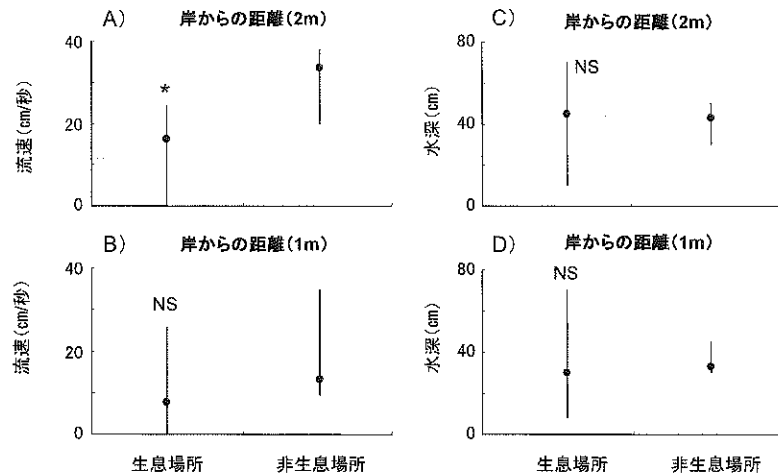 A) 岸からの距離(2m)
流速(cm/秒)
40
20
0
*
B) 岸からの距離(1m)
流速(cm/秒)
40
20
0
NS
生息場所 非生息場所
C) 岸からの距離(2m)
水深(cm)
80
40
0
NS
D) 岸からの距離(1m)
水深(cm)
80
40
0
NS
生息場所 非生息場所